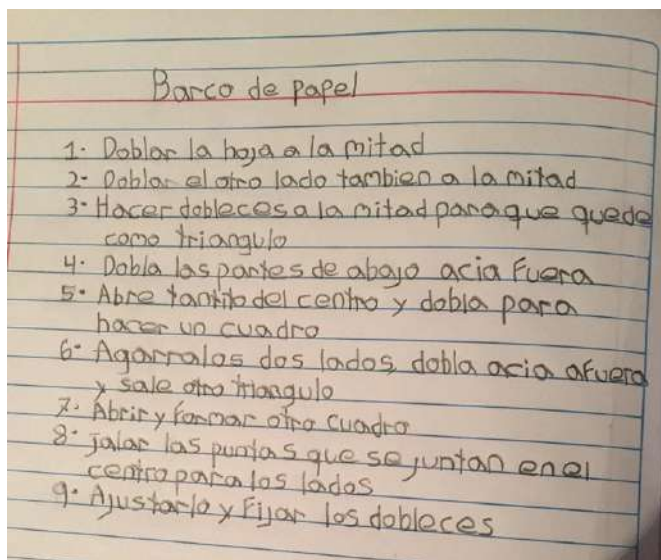 Barco de papel
1. Doblar la hoja a la mitad
2. Doblar el otro lado tambien a la mitad
3. Hacer dobleces a la mitad para que quede
como triangulo
4. Dobla las partes de abajo acia Fuera
5. Abre tantito del centro y dobla para
hacer un cuadro
6. Agarra los dos lados, dobla acia afuera
y sale otro triangulo
7. Abrir y Formar otro cuadro
8. jalar las puntas que se juntan en el
centro para los lados
9. Ajustarlo y Fijar los dobleces